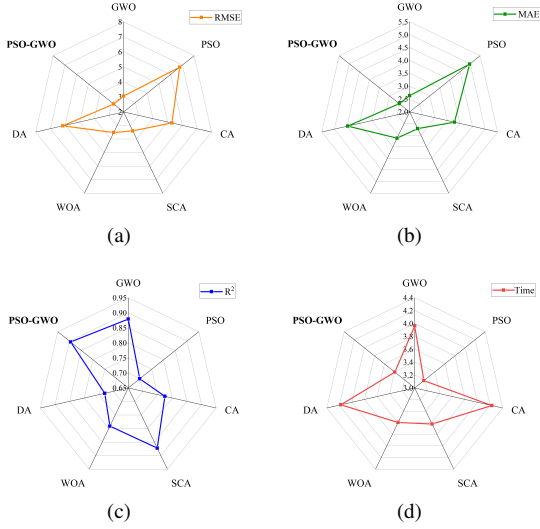 GWO
8
7
6
5
4
3
2
RMSE
PSO-GWO
PSO
DA
CA
WOA
SCA
(a)
GWO
5.5
5.0
4.5
4.0
3.5
3.0
2.5
2.0
MAE
PSO-GWO
PSO
DA
CA
WOA
SCA
(b)
GWO
0.95
0.90
0.85
0.80
0.75
0.70
0.65
R²
PSO-GWO
PSO
DA
CA
WOA
SCA
(c)
GWO
4.4
4.2
4.0
3.8
3.6
3.4
3.2
3.0
Time
PSO-GWO
PSO
DA
CA
WOA
SCA
(d)